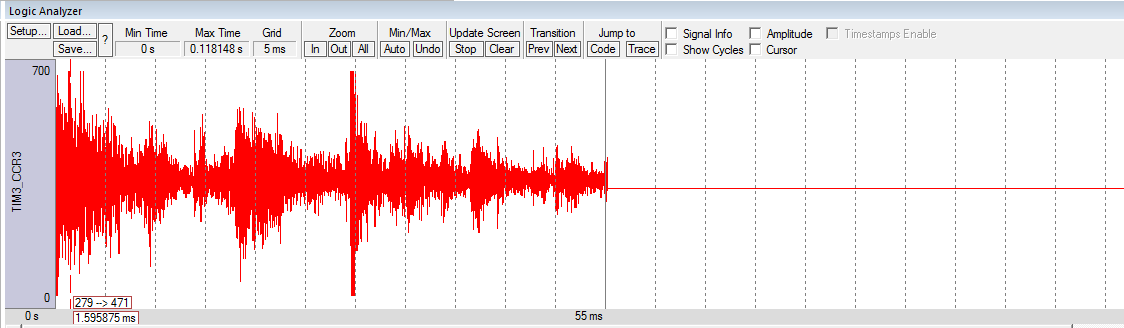 Logic Analyzer
Setup... Load... ? Min Time Max Time Grid Zoom Min/Max Update Screen Transition Jump to Signal Info Amplitude Timestamps Enable
Save... 0 s 0.118148 s 5 ms In Out All Auto Undo Stop Clear Prev Next Code Trace Show Cycles Cursor
700
TIM3_CCR3
0
279 --> 471
0 s 1.595875 ms 55 ms